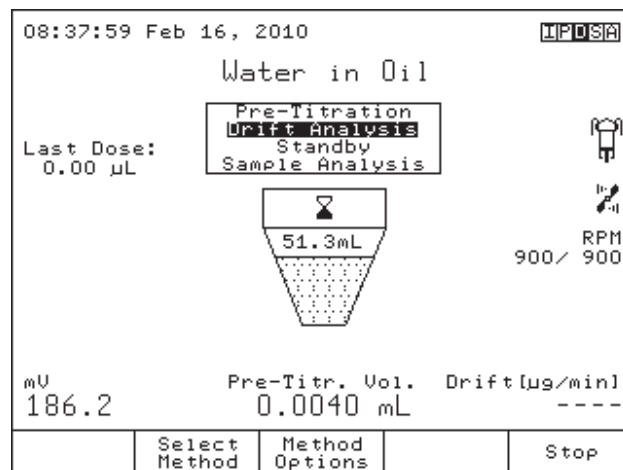 08:37:59 Feb 16, 2010 IPDSA
Water in Oil
Pre-Titration
Drift Analysis
Standby
Sample Analysis
Last Dose:
0.00 µL
51.3mL
RPM
900/ 900
mV Pre-Titr. Vol. Drift[µg/min]
186.2 0.0040 mL ----
Select Method Stop
Method Options